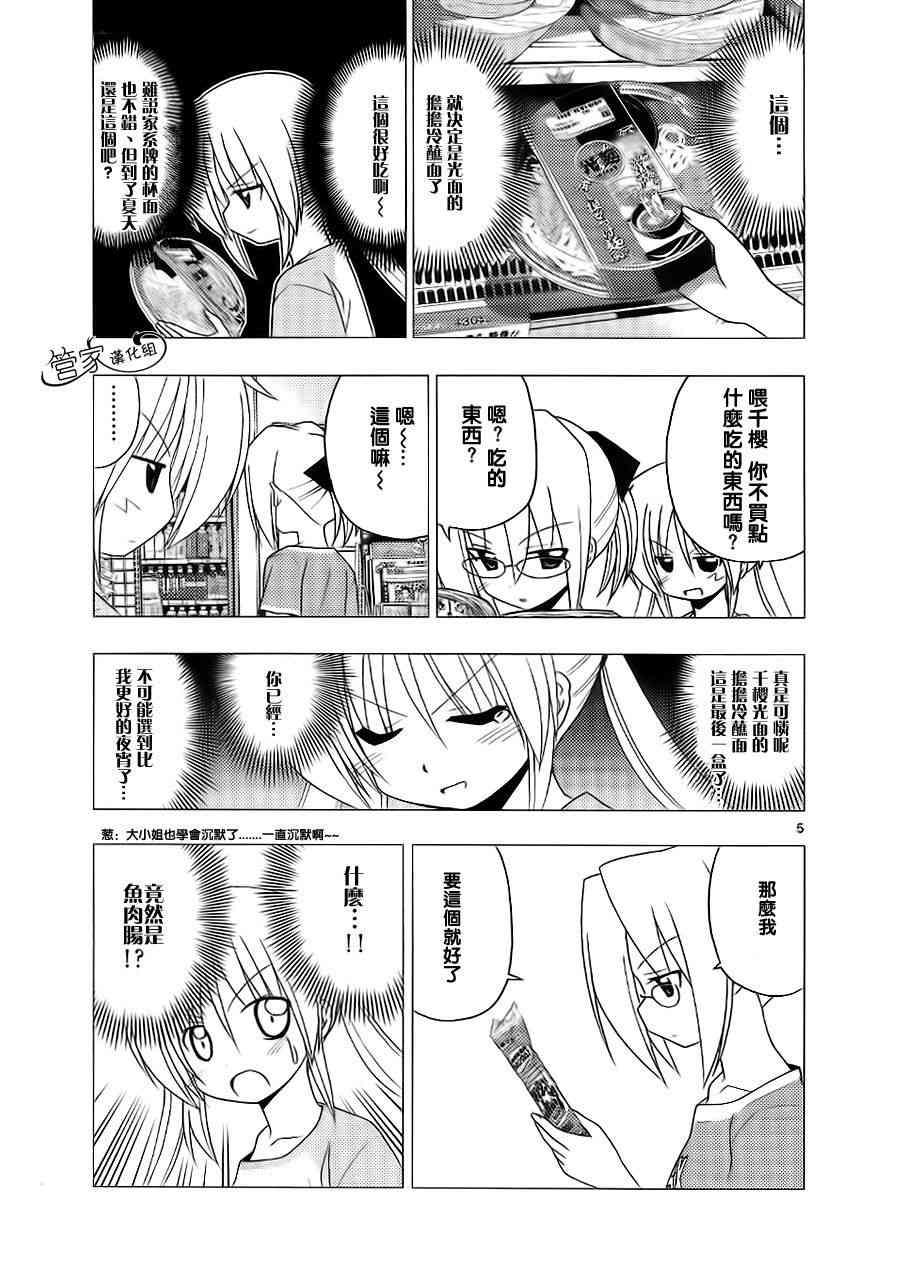 這個…
就決定是光面的
擔擔冷蘸面了
這個很好吃啊～
雖説家系牌的杯面
也不錯、但到了夏天
還是這個吧？
管家
漢化組
喂千櫻 你不買點
什麼吃的東西嗎？
嗯？吃的
東西？
嗯～…
這個嘛～
………
真是可憐呢
千櫻光面的
擔擔冷蘸面
這是最後一盒了…
你已經…
不可能選到比
我更好的夜宵了…
5
葱：大小姐也學會沉默了.......一直沉默啊~~
那麼我
要這個就好了
什麼…!!
竟然是
魚肉腸!?